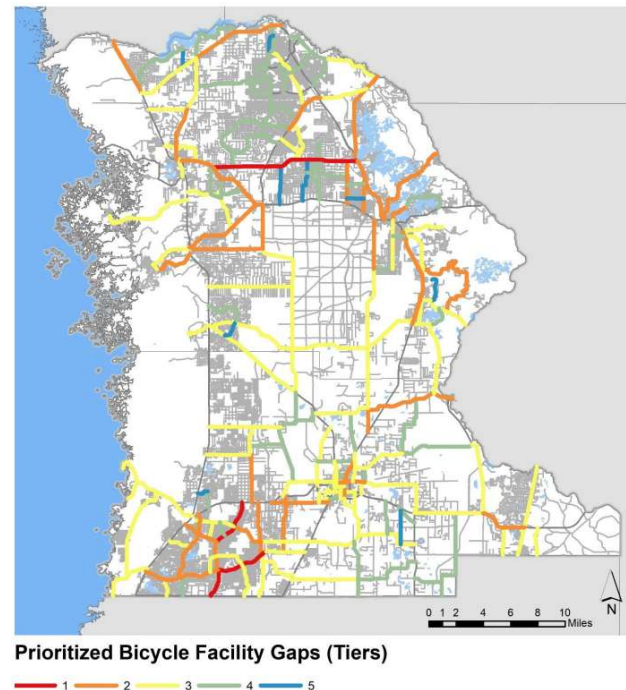 N
0 1 2 4 6 8 10
Miles
Prioritized Bicycle Facility Gaps (Tiers)
1 2 3 4 5